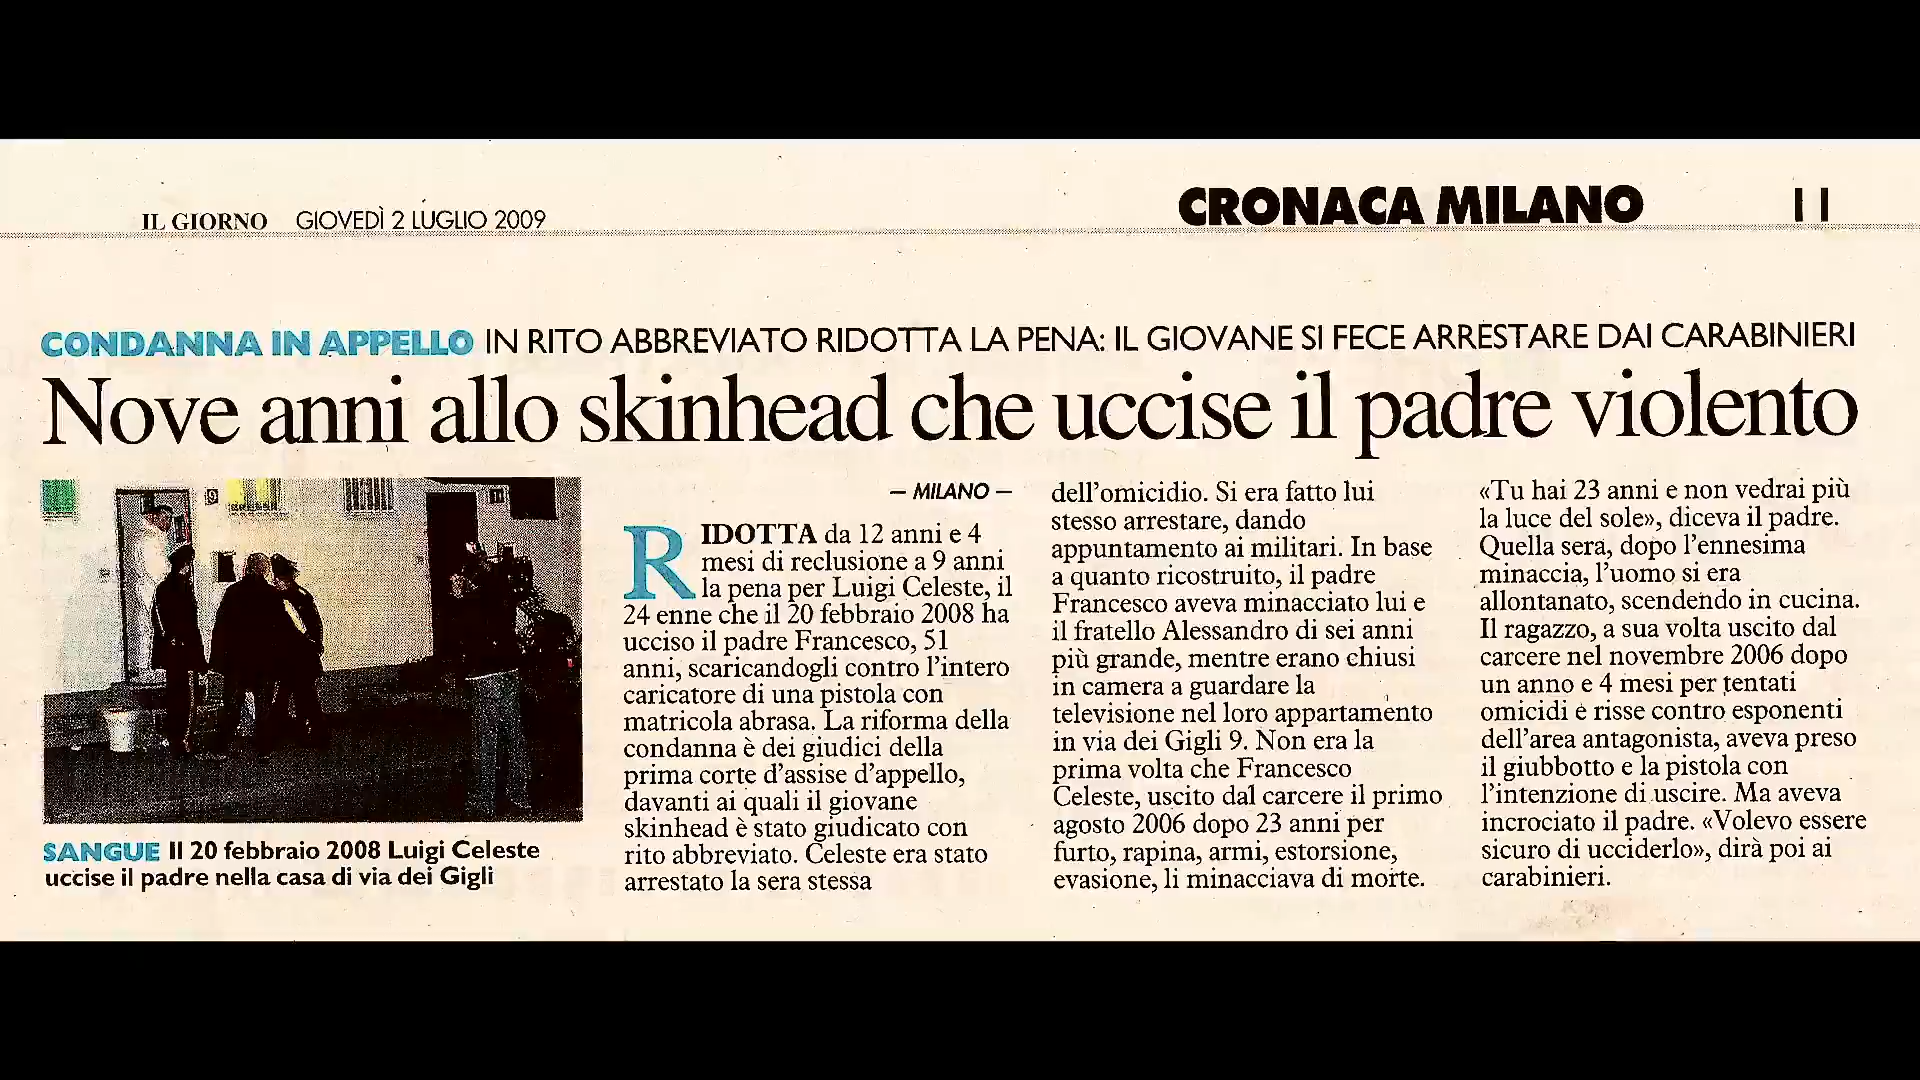 IL GIORNO GIOVEDÌ 2 LUGLIO 2009
CRONACA MILANO
11
CONDANNA IN APPELLO IN RITO ABBREVIATO RIDOTTA LA PENA: IL GIOVANE SI FECE ARRESTARE DAI CARABINIERI
Nove anni allo skinhead che uccise il padre violento
9
11
SANGUE Il 20 febbraio 2008 Luigi Celeste
uccise il padre nella casa di via dei Gigli
— MILANO —
RIDOTTA da 12 anni e 4
mesi di reclusione a 9 anni
la pena per Luigi Celeste, il
24 enne che il 20 febbraio 2008 ha
ucciso il padre Francesco, 51
anni, scaricandogli contro l'intero
caricatore di una pistola con
matricola abrasa. La riforma della
condanna è dei giudici della
prima corte d'assise d'appello,
davanti ai quali il giovane
skinhead è stato giudicato con
rito abbreviato. Celeste era stato
arrestato la sera stessa
dell'omicidio. Si era fatto lui
stesso arrestare, dando
appuntamento ai militari. In base
a quanto ricostruito, il padre
Francesco aveva minacciato lui e
il fratello Alessandro di sei anni
più grande, mentre erano chiusi
in camera a guardare la
televisione nel loro appartamento
in via dei Gigli 9. Non era la
prima volta che Francesco
Celeste, uscito dal carcere il primo
agosto 2006 dopo 23 anni per
furto, rapina, armi, estorsione,
evasione, li minacciava di morte.
«Tu hai 23 anni e non vedrai più
la luce del sole», diceva il padre.
Quella sera, dopo l'ennesima
minaccia, l'uomo si era
allontanato, scendendo in cucina.
Il ragazzo, a sua volta uscito dal
carcere nel novembre 2006 dopo
un anno e 4 mesi per tentati
omicidi e risse contro esponenti
dell'area antagonista, aveva preso
il giubbotto e la pistola con
l'intenzione di uscire. Ma aveva
incrociato il padre. «Volevo essere
sicuro di ucciderlo», dirà poi ai
carabinieri.